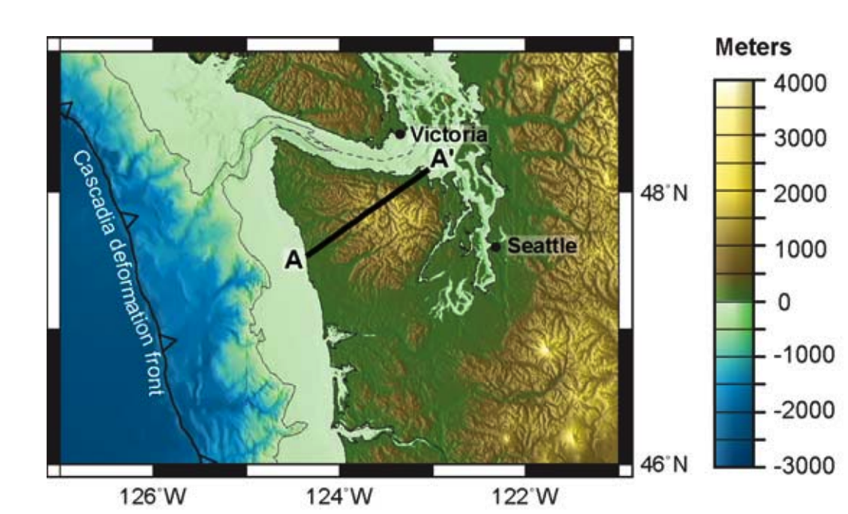 Meters
4000
3000
2000
1000
0
-1000
-2000
-3000
Victoria
A'
A
Seattle
Cascadia deformation front
48°N
46°N
126°W
124°W
122°W